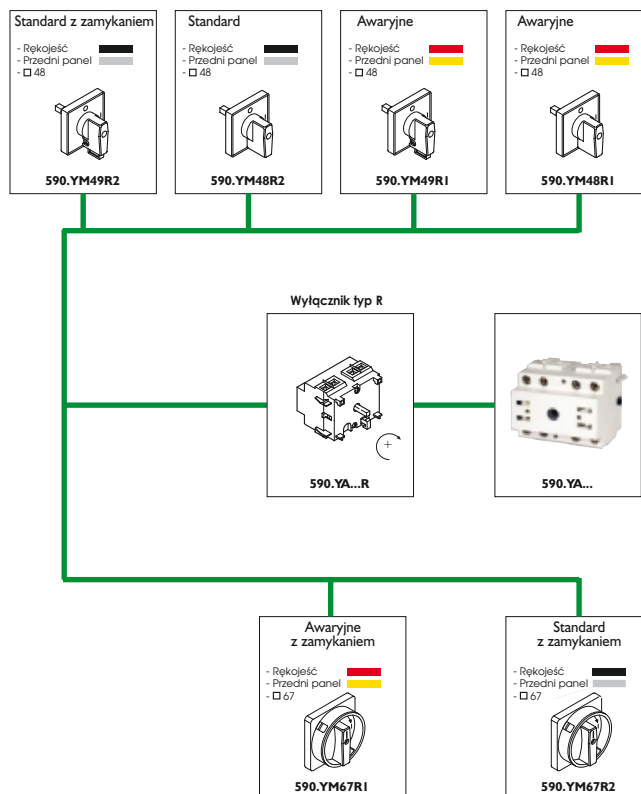 Standard z zamykaniem
- Rękojeść
- Przedni panel
- □ 48
590.YM49R2
Standard
- Rękojeść
- Przedni panel
- □ 48
590.YM48R2
Awaryjne
- Rękojeść
- Przedni panel
- □ 48
590.YM49R1
Awaryjne
- Rękojeść
- Przedni panel
- □ 48
590.YM48R1
Wyłącznik typ R
590.YA...R
590.YA...
Awaryjne
z zamykaniem
- Rękojeść
- Przedni panel
- □ 67
590.YM67R1
Standard
z zamykaniem
- Rękojeść
- Przedni panel
- □ 67
590.YM67R2